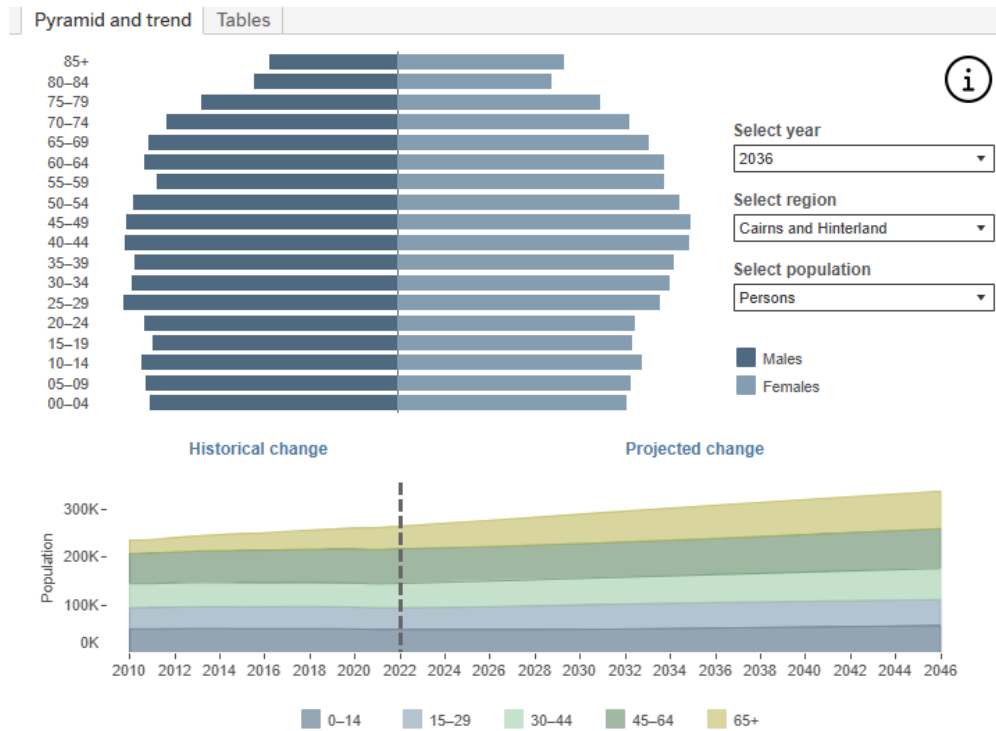 Pyramid and trend
Tables
85+
80–84
75–79
70–74
65–69
60–64
55–59
50–54
45–49
40–44
35–39
30–34
25–29
20–24
15–19
10–14
05–09
00–04
i
Select year
2036
Select region
Cairns and Hinterland
Select population
Persons
Males
Females
Historical change
Projected change
Population
300K
200K
100K
0K
2010 2012 2014 2016 2018 2020 2022 2024 2026 2028 2030 2032 2034 2036 2038 2040 2042 2044 2046
0–14 15–29 30–44 45–64 65+